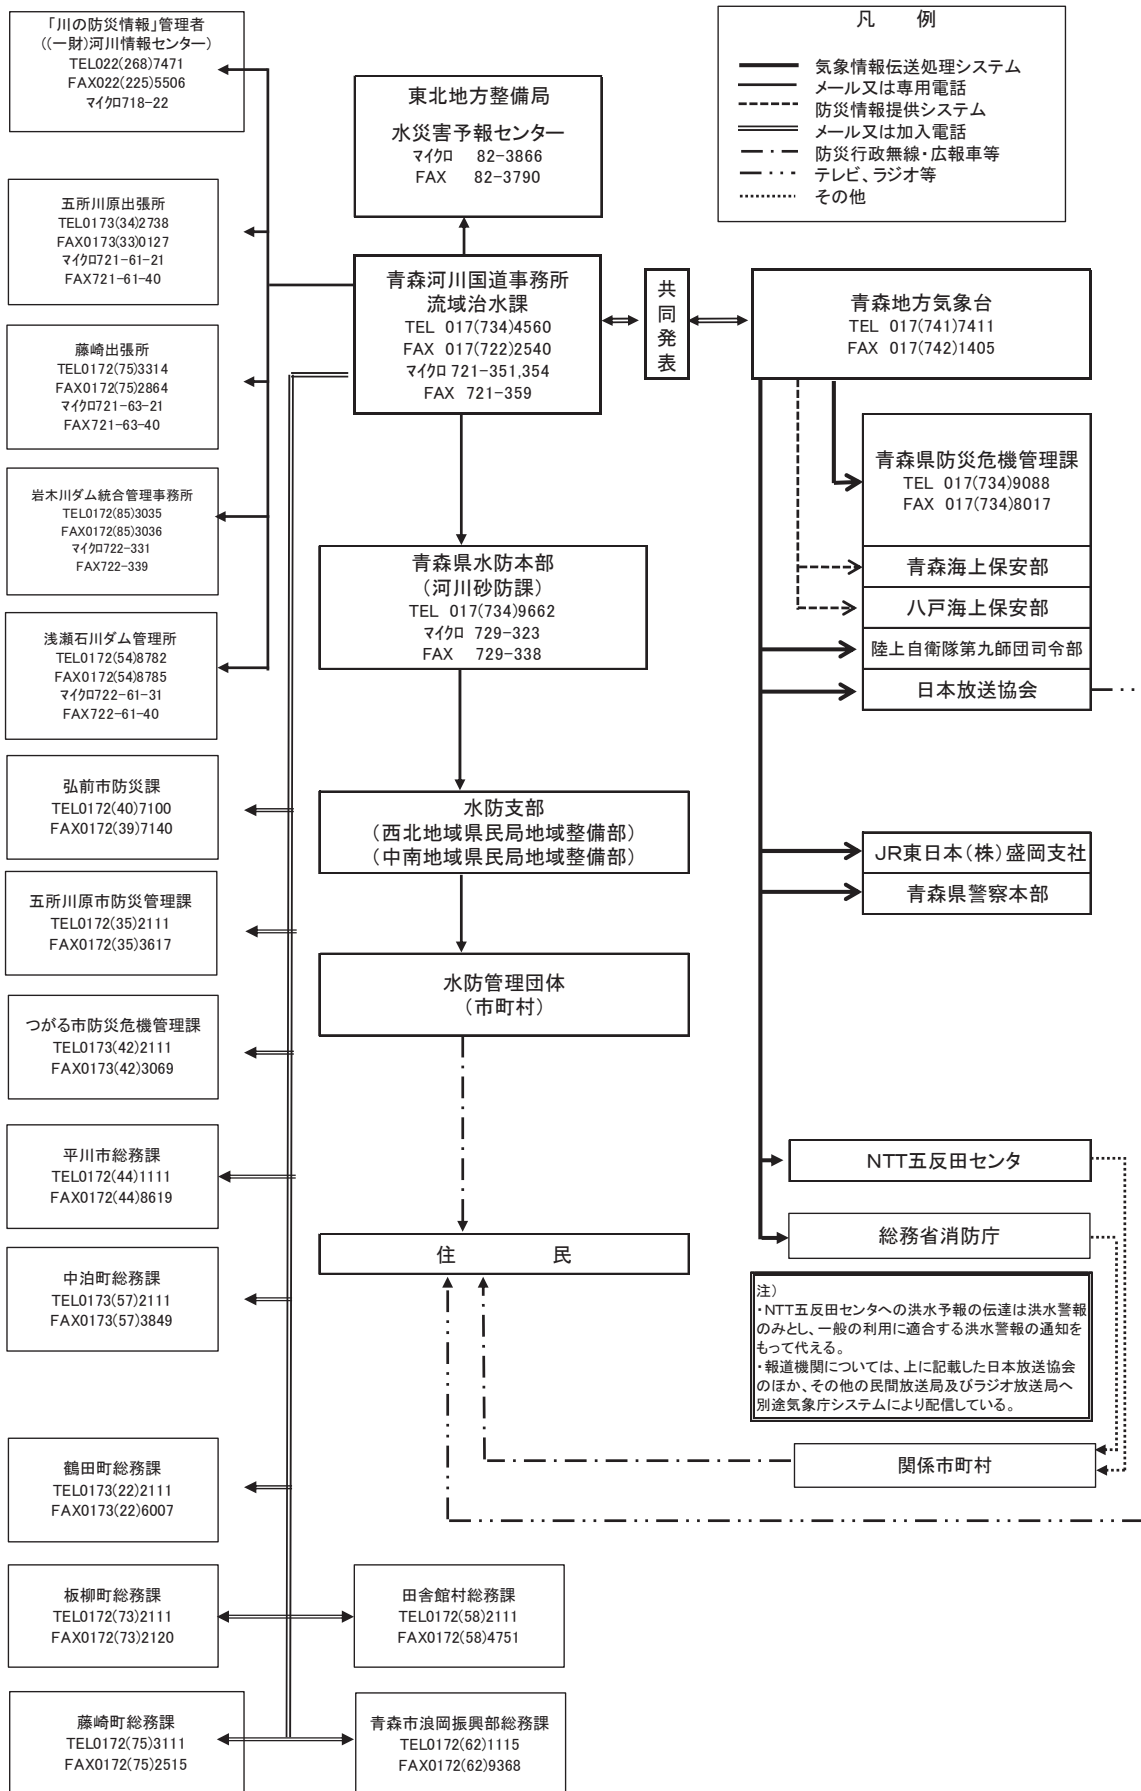 「川の防災情報」管理者
((一財)河川情報センター)
TEL022(268)7471
FAX022(225)5506
マイクロ718-22
五所川原出張所
TEL0173(34)2738
FAX0173(33)0127
マイクロ721-61-21
FAX721-61-40
藤崎出張所
TEL0172(75)3314
FAX0172(75)2864
マイクロ721-63-21
FAX721-63-40
岩木川ダム統合管理事務所
TEL0172(85)3035
FAX0172(85)3036
マイクロ722-331
FAX722-339
浅瀬石川ダム管理所
TEL0172(54)8782
FAX0172(54)8785
マイクロ722-61-31
FAX722-61-40
弘前市防災課
TEL0172(40)7100
FAX0172(39)7140
五所川原市防災管理課
TEL0172(35)2111
FAX0172(35)3617
つがる市防災危機管理課
TEL0173(42)2111
FAX0173(42)3069
平川市総務課
TEL0172(44)1111
FAX0172(44)8619
中泊町総務課
TEL0173(57)2111
FAX0173(57)3849
鶴田町総務課
TEL0173(22)2111
FAX0173(22)6007
板柳町総務課
TEL0172(73)2111
FAX0172(73)2120
藤崎町総務課
TEL0172(75)3111
FAX0172(75)2515
東北地方整備局
水災害予報センター
マイクロ 82-3866
FAX 82-3790
青森河川国道事務所
流域治水課
TEL 017(734)4560
FAX 017(722)2540
マイクロ 721-351,354
FAX 721-359
共同発表
青森県水防本部
(河川砂防課)
TEL 017(734)9662
マイクロ 729-323
FAX 729-338
水防支部
(西北地域県民局地域整備部)
(中南地域県民局地域整備部)
水防管理団体
(市町村)
住 民
田舎館村総務課
TEL0172(58)2111
FAX0172(58)4751
青森市浪岡振興部総務課
TEL0172(62)1115
FAX0172(62)9368
凡 例
気象情報伝送処理システム
メール又は専用電話
防災情報提供システム
メール又は加入電話
防災行政無線・広報車等
テレビ、ラジオ等
その他
青森地方気象台
TEL 017(741)7411
FAX 017(742)1405
青森県防災危機管理課
TEL 017(734)9088
FAX 017(734)8017
青森海上保安部
八戸海上保安部
陸上自衛隊第九師団司令部
日本放送協会
JR東日本(株)盛岡支社
青森県警察本部
NTT五反田センタ
総務省消防庁
注)
・NTT五反田センタへの洪水予報の伝達は洪水警報
のみとし、一般の利用に適合する洪水警報の通知を
もって代える。
・報道機関については、上に記載した日本放送協会
のほか、その他の民間放送局及びラジオ放送局へ
別途気象庁システムにより配信している。
関係市町村